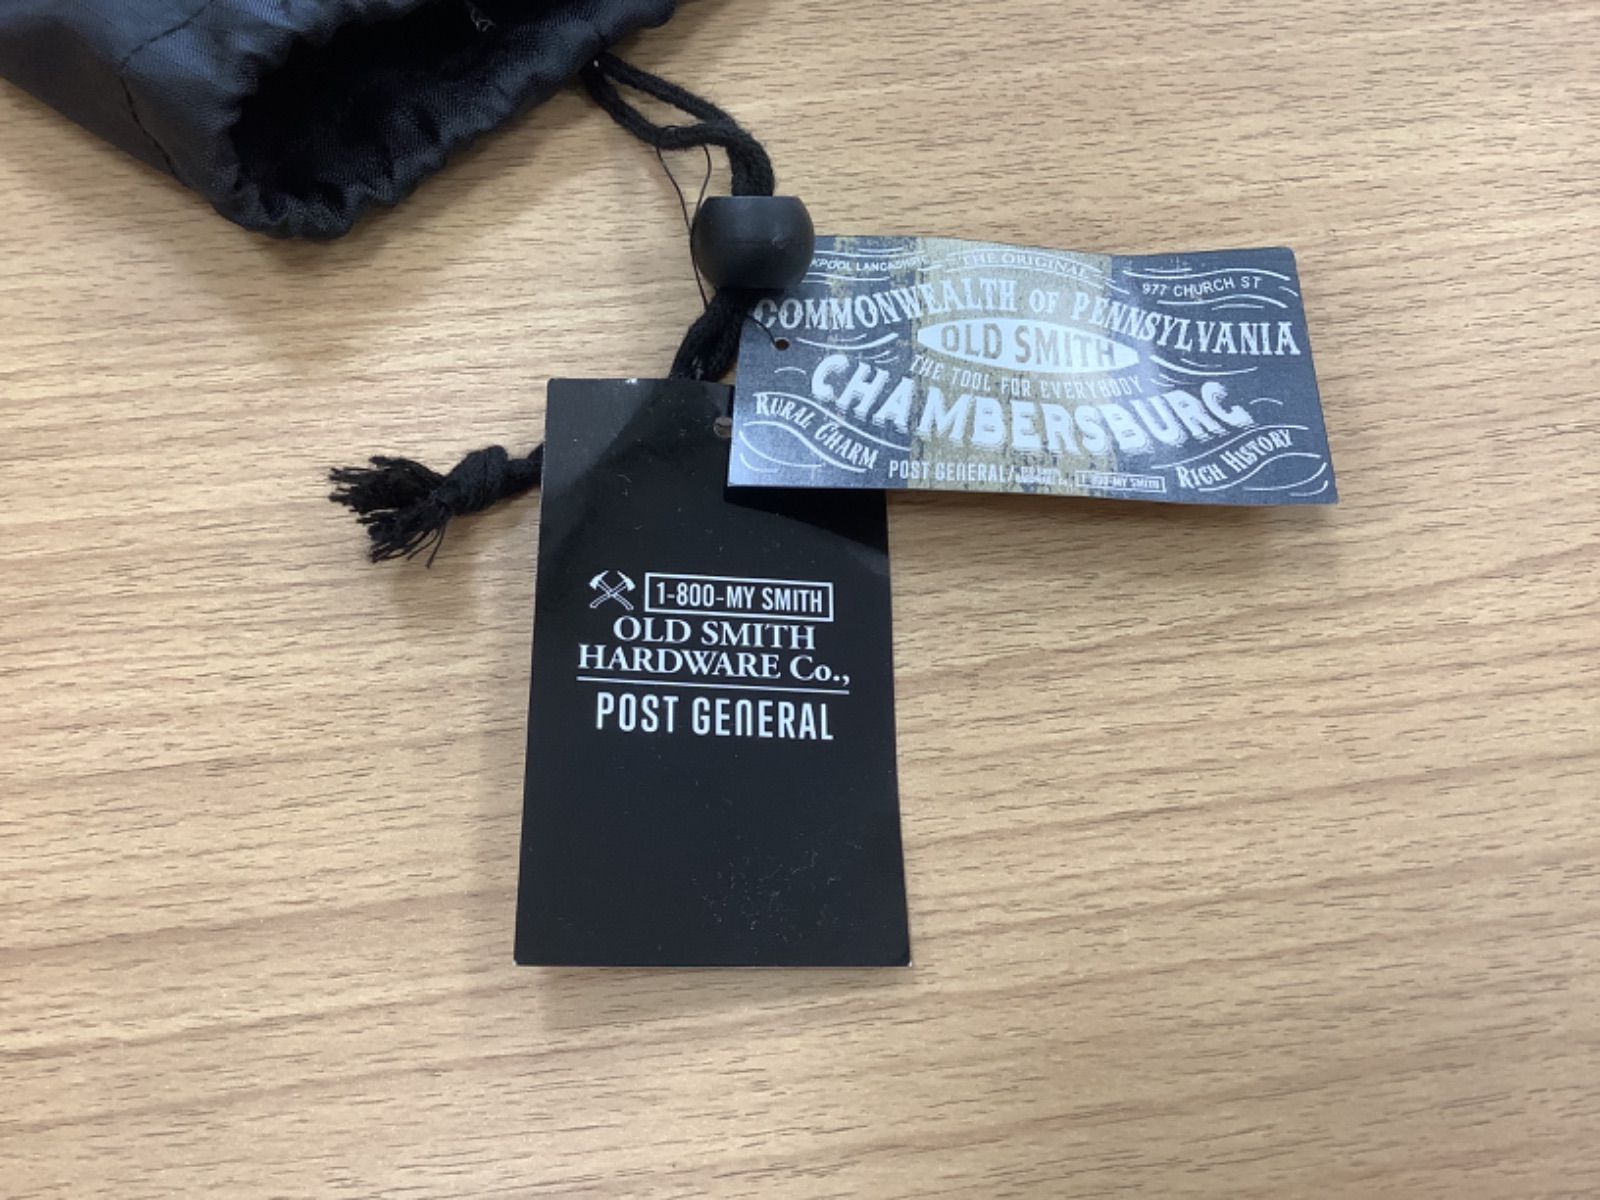 THE ORIGINAL
977 CHURCH ST
COMMONWEALTH OF PENNSYLVANIA
OLD SMITH
THE TOOL FOR EVERYBODY
CHAMBERSBURG
RURAL CHARM
RICH HISTORY
POST GENERAL
1-800-MY SMITH
1-800-MY SMITH
OLD SMITH
HARDWARE Co.,
POST GENERAL